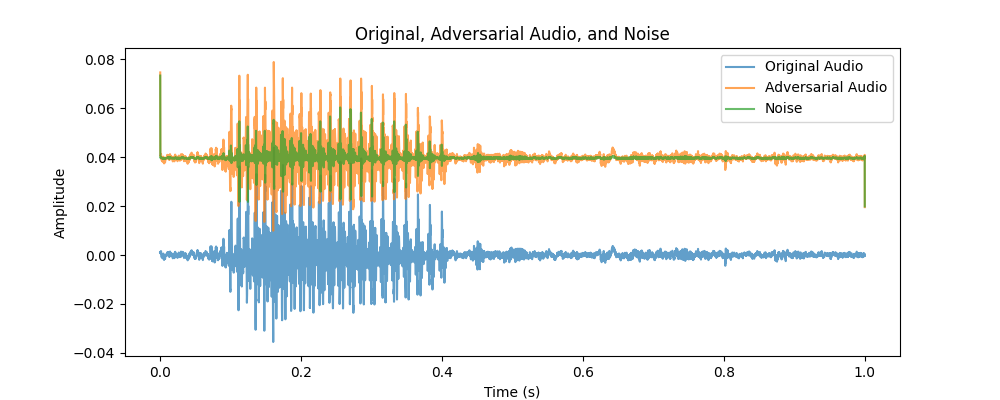 Original, Adversarial Audio, and Noise
Original Audio
Adversarial Audio
Noise
Amplitude
0.08
0.06
0.04
0.02
0.00
−0.02
−0.04
0.0 0.2 0.4 0.6 0.8 1.0
Time (s)